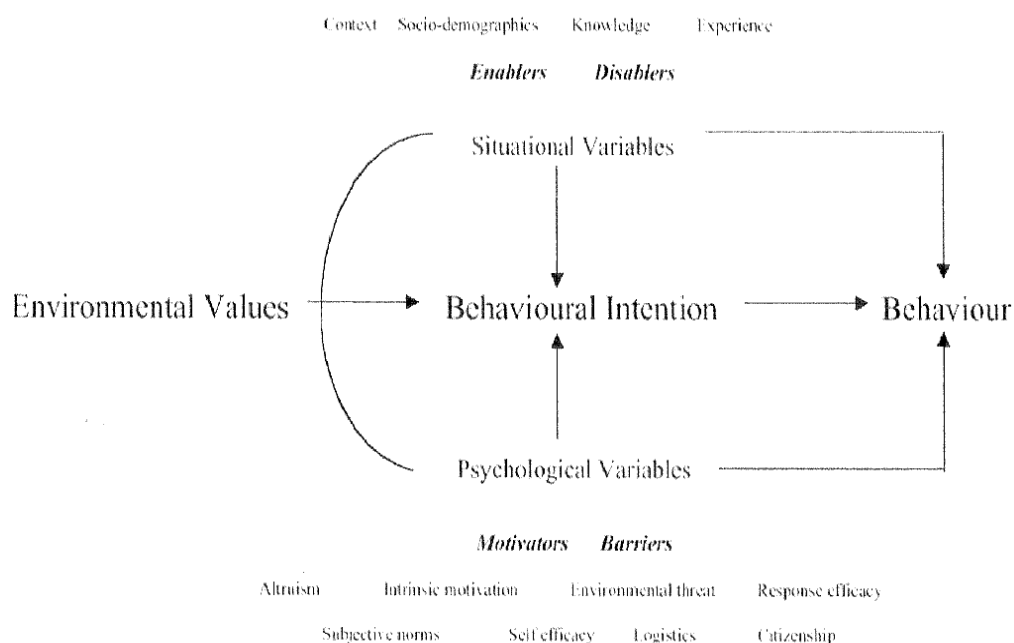 Context Socio-demographics Knowledge Experience
Enablers Disablers
Situational Variables
Environmental Values Behavioural Intention Behaviour
Psychological Variables
Motivators Barriers
Altruism Intrinsic motivation Environmental threat Response efficacy
Subjective norms Self efficacy Logistics Citizenship